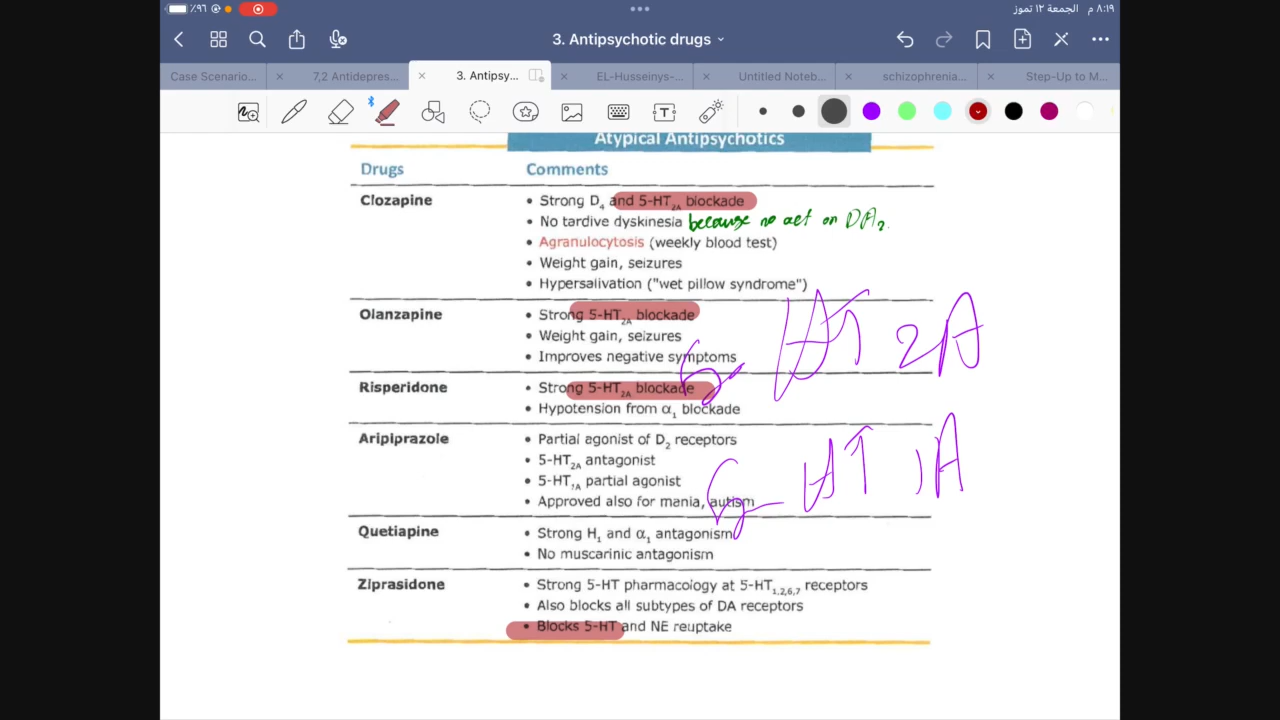 ٪٩٦
٨:١٩ م الجمعة ١٢ تموز
3. Antipsychotic drugs
Case Scenario...
7,2 Antidepres...
3. Antipsy...
EL-Husseinys-...
Untitled Noteb...
schizophrenia...
Step-Up to M...
Atypical Antipsychotics
Drugs Comments
Clozapine
• Strong D4 and 5-HT2A blockade
• No tardive dyskinesia because no act on DA2.
• Agranulocytosis (weekly blood test)
• Weight gain, seizures
• Hypersalivation ("wet pillow syndrome")
Olanzapine
• Strong 5-HT2A blockade
• Weight gain, seizures
• Improves negative symptoms
5- HT 2A
Risperidone
• Strong 5-HT2A blockade
• Hypotension from α1 blockade
Aripiprazole
• Partial agonist of D2 receptors
• 5-HT2A antagonist
• 5-HT1A partial agonist
• Approved also for mania, autism
5- HT 1A
Quetiapine
• Strong H1 and α1 antagonism
• No muscarinic antagonism
Ziprasidone
• Strong 5-HT pharmacology at 5-HT1,2,6,7 receptors
• Also blocks all subtypes of DA receptors
• Blocks 5-HT and NE reuptake